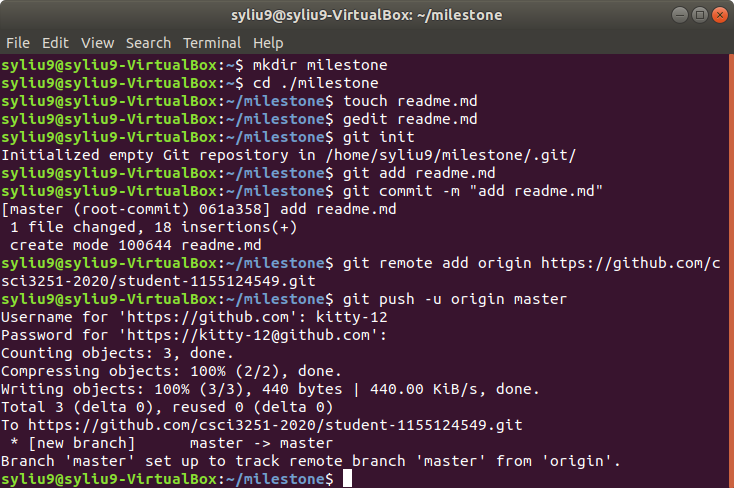 syliu9@syliu9-VirtualBox: ~/milestone
File Edit View Search Terminal Help
syliu9@syliu9-VirtualBox:~$ mkdir milestone
syliu9@syliu9-VirtualBox:~$ cd ./milestone
syliu9@syliu9-VirtualBox:~/milestone$ touch readme.md
syliu9@syliu9-VirtualBox:~/milestone$ gedit readme.md
syliu9@syliu9-VirtualBox:~/milestone$ git init
Initialized empty Git repository in /home/syliu9/milestone/.git/
syliu9@syliu9-VirtualBox:~/milestone$ git add readme.md
syliu9@syliu9-VirtualBox:~/milestone$ git commit -m "add readme.md"
[master (root-commit) 061a358] add readme.md
 1 file changed, 18 insertions(+)
 create mode 100644 readme.md
syliu9@syliu9-VirtualBox:~/milestone$ git remote add origin https://github.com/c
sci3251-2020/student-1155124549.git
syliu9@syliu9-VirtualBox:~/milestone$ git push -u origin master
Username for 'https://github.com': kitty-12
Password for 'https://kitty-12@github.com':
Counting objects: 3, done.
Compressing objects: 100% (2/2), done.
Writing objects: 100% (3/3), 440 bytes | 440.00 KiB/s, done.
Total 3 (delta 0), reused 0 (delta 0)
To https://github.com/csci3251-2020/student-1155124549.git
 * [new branch]      master -> master
Branch 'master' set up to track remote branch 'master' from 'origin'.
syliu9@syliu9-VirtualBox:~/milestone$